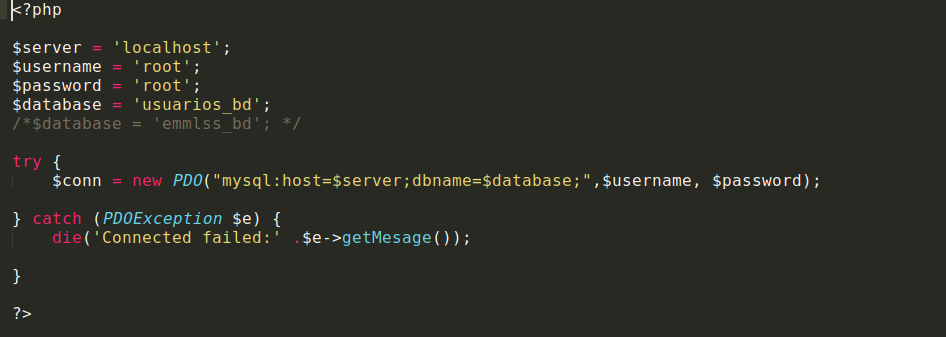 <?php
$server = 'localhost';
$username = 'root';
$password = 'root';
$database = 'usuarios_bd';
/*$database = 'emmlss_bd'; */
try {
$conn = new PDO("mysql:host=$server;dbname=$database;",$username, $password);
} catch (PDOException $e) {
die('Connected failed:' .$e->getMesage());
}
?>